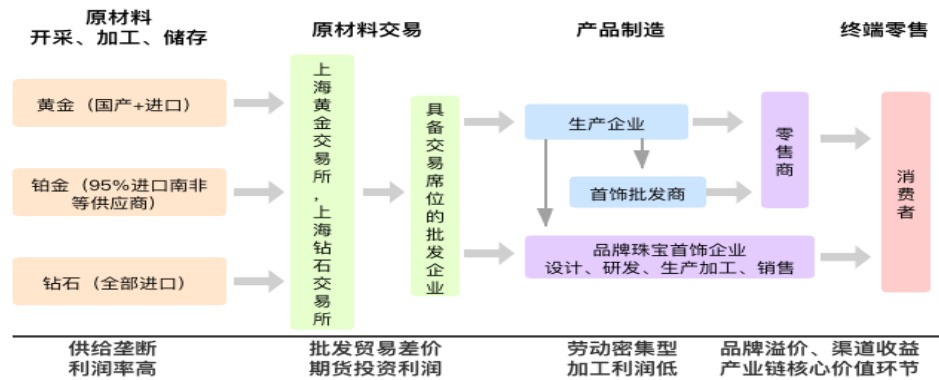 原材料
开采、加工、储存
原材料交易
产品制造
终端零售
黄金（国产+进口）
铂金（95%进口南非
等供应商）
钻石（全部进口）
上海黄金交易所，上海钻石交易所
具备交易席位的批发企业
生产企业
首饰批发商
品牌珠宝首饰企业
设计、研发、生产加工、销售
零售商
消费者
供给垄断
利润率高
批发贸易差价
期货投资利润
劳动密集型
加工利润低
品牌溢价、渠道收益
产业链核心价值环节